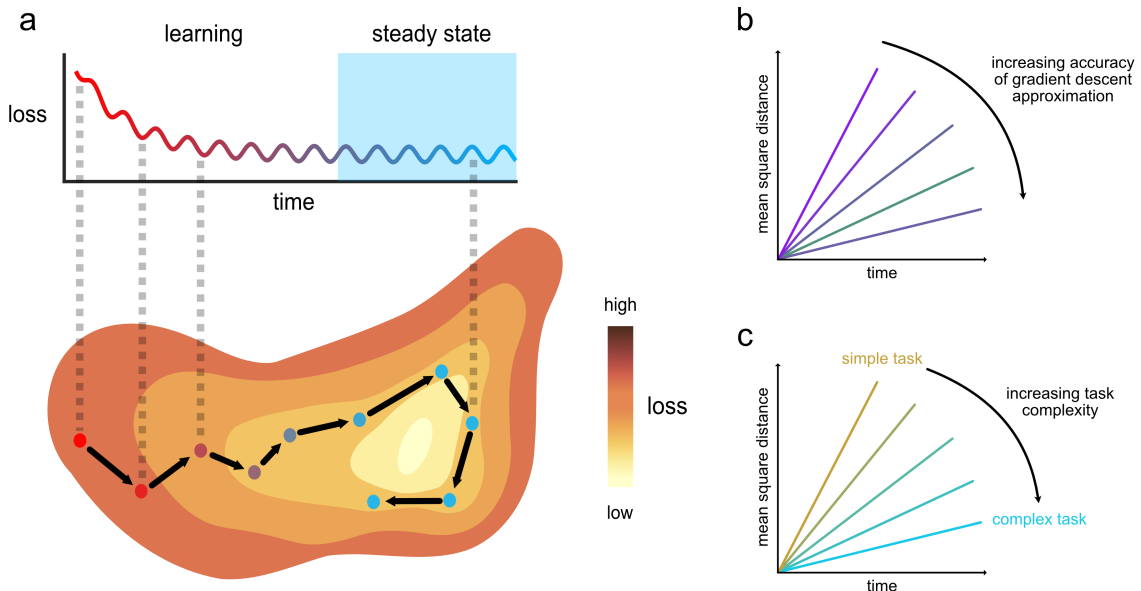 a
learning
steady state
loss
time
high
loss
low
b
mean square distance
time
increasing accuracy
of gradient descent
approximation
c
mean square distance
time
simple task
increasing task
complexity
complex task